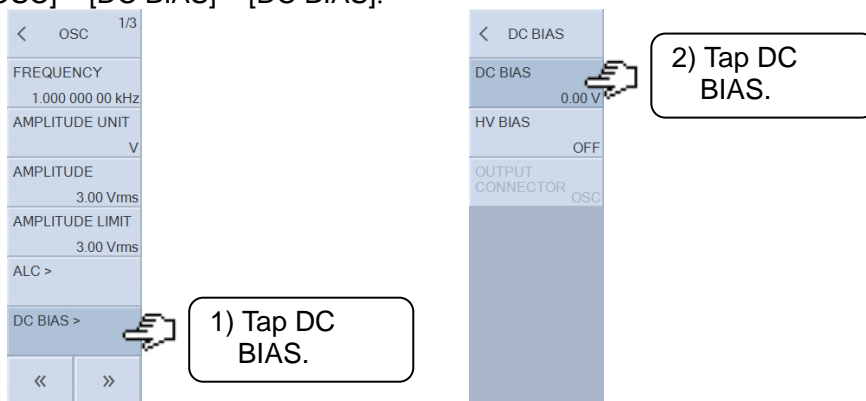 [DC BIAS] – [DC BIAS].
OSC
1/3
FREQUENCY
1.000 000 00 kHz
AMPLITUDE UNIT
V
AMPLITUDE
3.00 Vrms
AMPLITUDE LIMIT
3.00 Vrms
ALC >
DC BIAS >
«
»
1) Tap DC
BIAS.
DC BIAS
DC BIAS
0.00 V
HV BIAS
OFF
OUTPUT
CONNECTOR
OSC
2) Tap DC
BIAS.